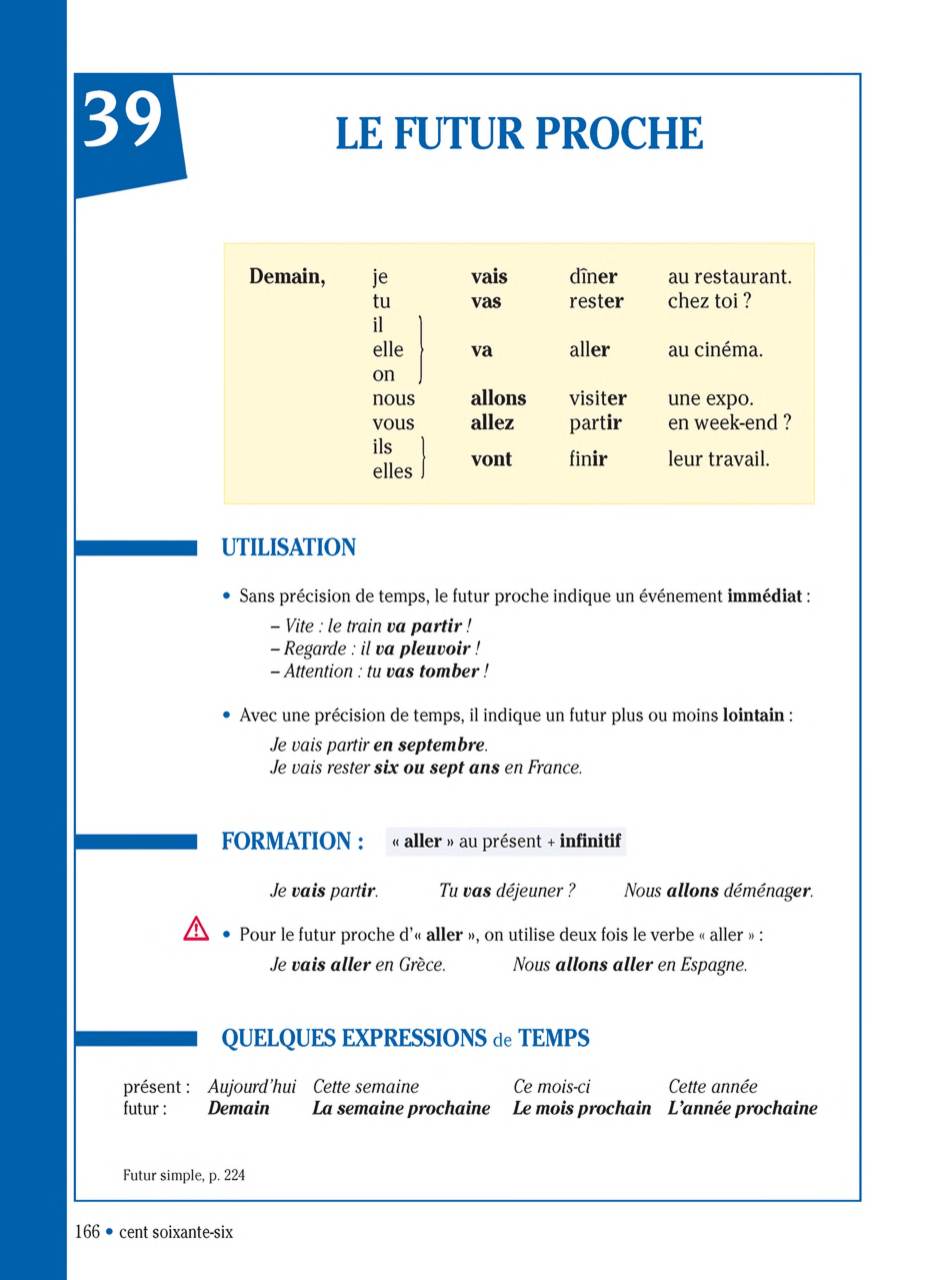 39
LE FUTUR PROCHE
Demain, je vais dîner au restaurant.
tu vas rester chez toi ?
il
elle va aller au cinéma.
on
nous allons visiter une expo.
vous allez partir en week-end ?
ils
elles vont finir leur travail.
UTILISATION
• Sans précision de temps, le futur proche indique un événement immédiat :
– Vite : le train va partir !
– Regarde : il va pleuvoir !
– Attention : tu vas tomber !
• Avec une précision de temps, il indique un futur plus ou moins lointain :
Je vais partir en septembre.
Je vais rester six ou sept ans en France.
FORMATION : « aller » au présent + infinitif
Je vais partir. Tu vas déjeuner ? Nous allons déménager.
• Pour le futur proche d'« aller », on utilise deux fois le verbe « aller » :
Je vais aller en Grèce. Nous allons aller en Espagne.
QUELQUES EXPRESSIONS de TEMPS
présent : Aujourd'hui Cette semaine Ce mois-ci Cette année
futur : Demain La semaine prochaine Le mois prochain L'année prochaine
Futur simple, p. 224
166 • cent soixante-six